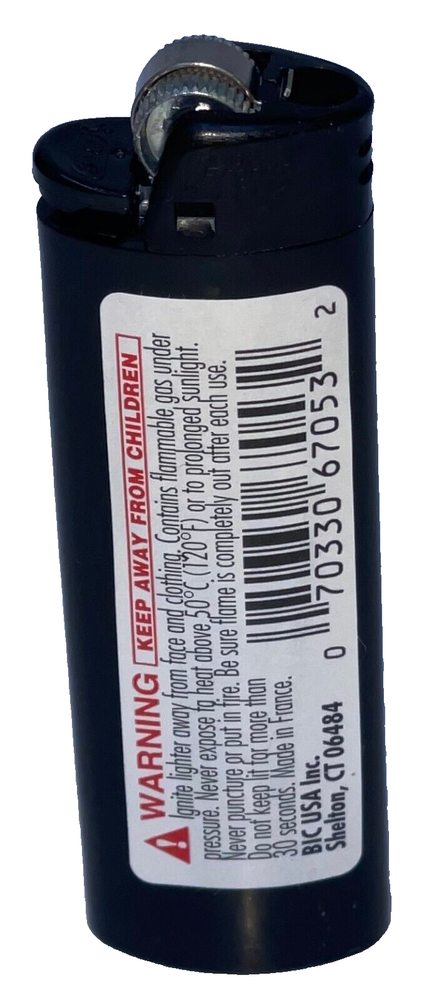 WARNING KEEP AWAY FROM CHILDREN
Ignite lighter away from face and clothing. Contains flammable gas under
pressure. Never expose to heat above 50°C (120°F) or to prolonged sunlight.
Never puncture or put in fire. Be sure flame is completely out after each use.
Do not keep lit for more than
30 seconds. Made in France.
BIC USA Inc.
Shelton, CT 06484
0 70330 67053 2